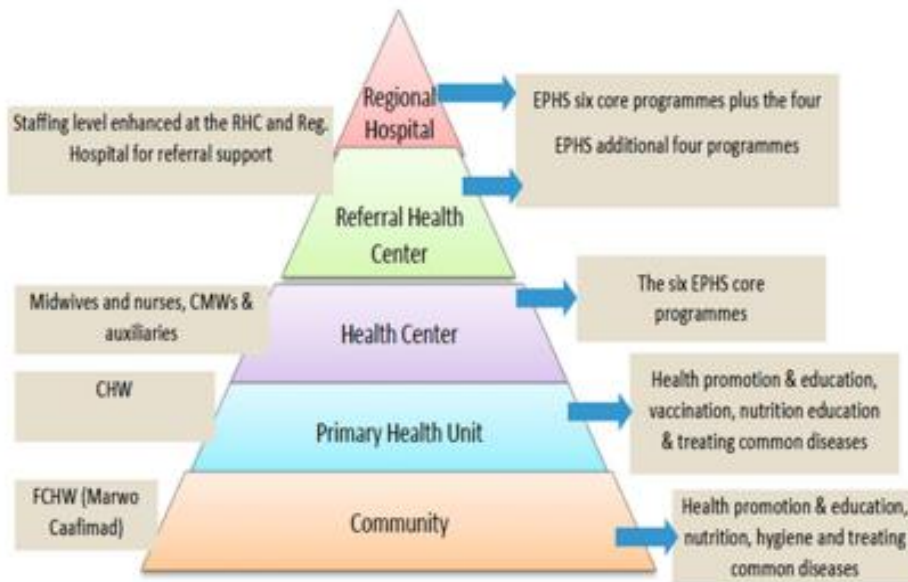 Regional
Hospital
EPHS six core programmes plus the four
EPHS additional four programmes
Staffing level enhanced at the RHC and Reg.
Hospital for referral support
Referral Health
Center
The six EPHS core
programmes
Midwives and nurses, CMWs &
auxiliaries
Health Center
CHW
Health promotion & education,
vaccination, nutrition education
& treating common diseases
Primary Health Unit
FCHW (Marwo
Caafimad)
Community
Health promotion & education,
nutrition, hygiene and treating
common diseases